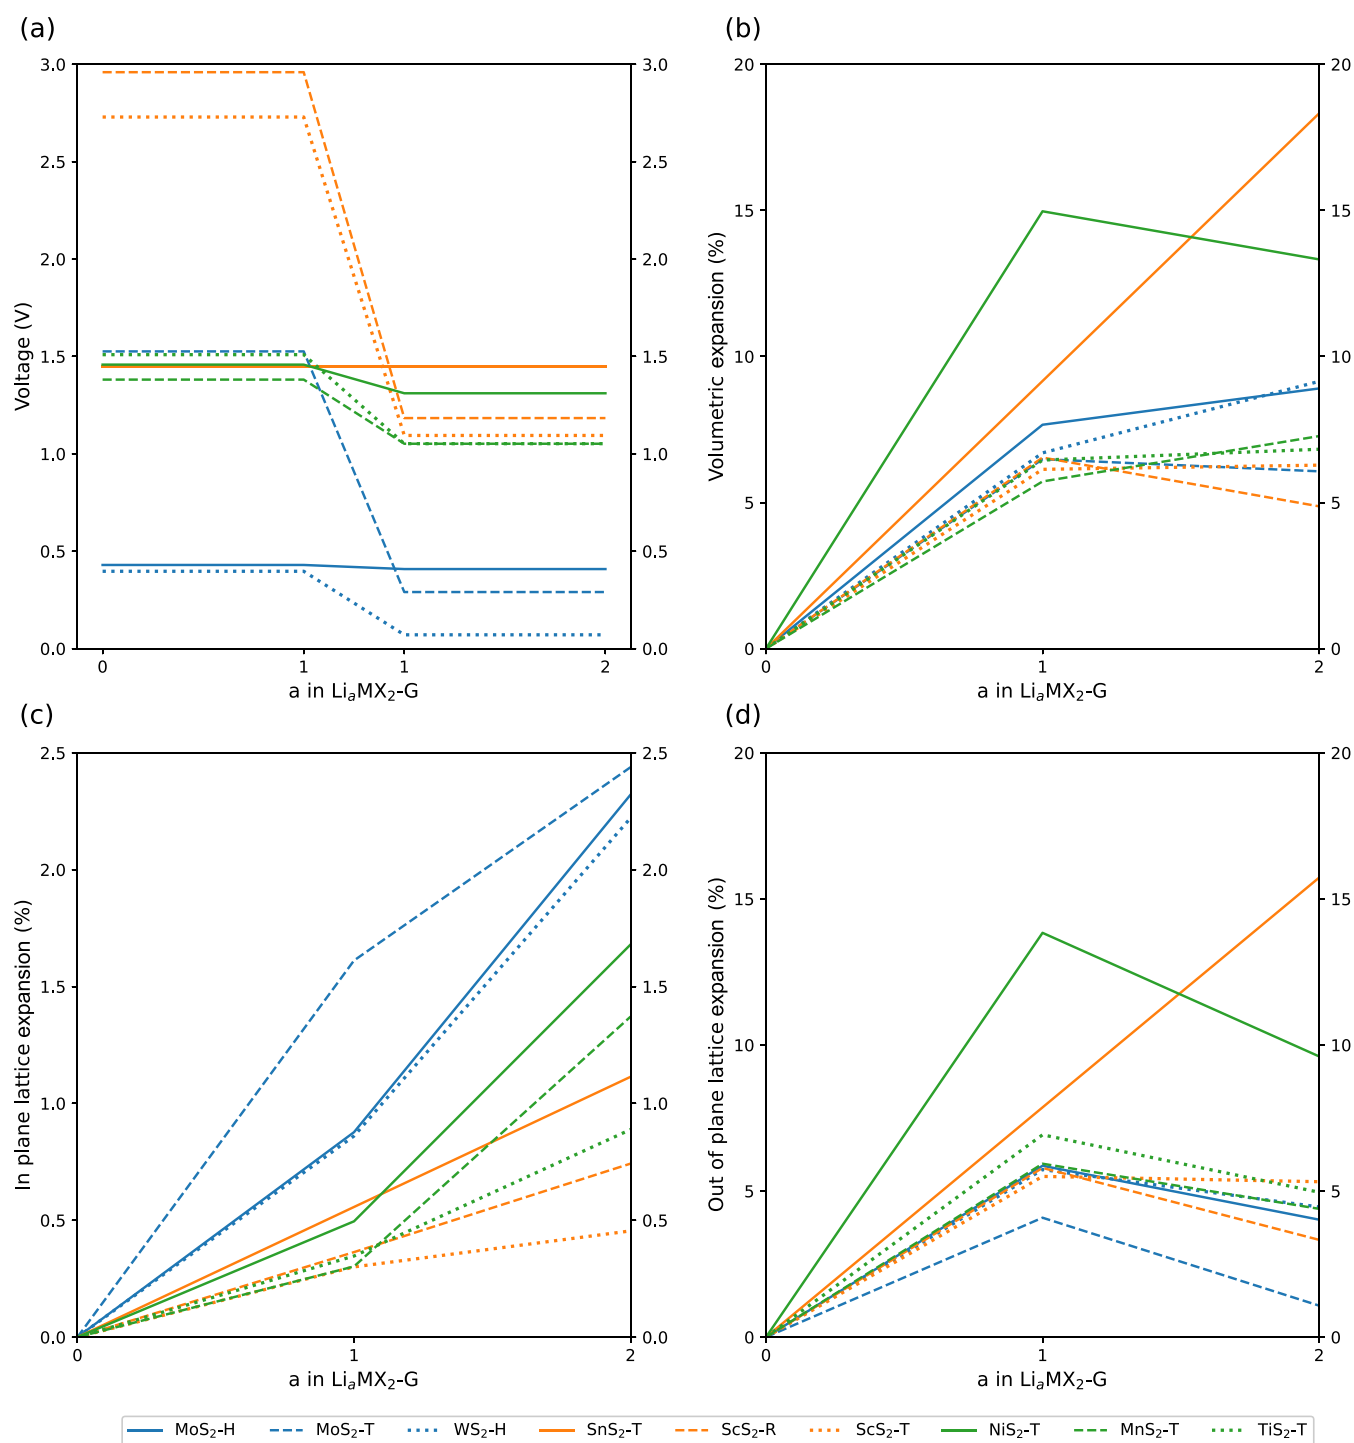 (a)
3.0
2.5
2.0
1.5
1.0
0.5
0.0
Voltage (V)
3.0
2.5
2.0
1.5
1.0
0.5
0.0
0 1 1 2
a in LiₐMX₂-G
(b)
20
15
10
5
0
Volumetric expansion (%)
20
15
10
5
0
0 1 2
a in LiₐMX₂-G
(c)
2.5
2.0
1.5
1.0
0.5
0.0
In plane lattice expansion (%)
2.5
2.0
1.5
1.0
0.5
0.0
0 1 2
a in LiₐMX₂-G
(d)
20
15
10
5
0
Out of plane lattice expansion (%)
20
15
10
5
0
0 1 2
a in LiₐMX₂-G
MoS₂-H MoS₂-T WS₂-H SnS₂-T ScS₂-R ScS₂-T NiS₂-T MnS₂-T TiS₂-T